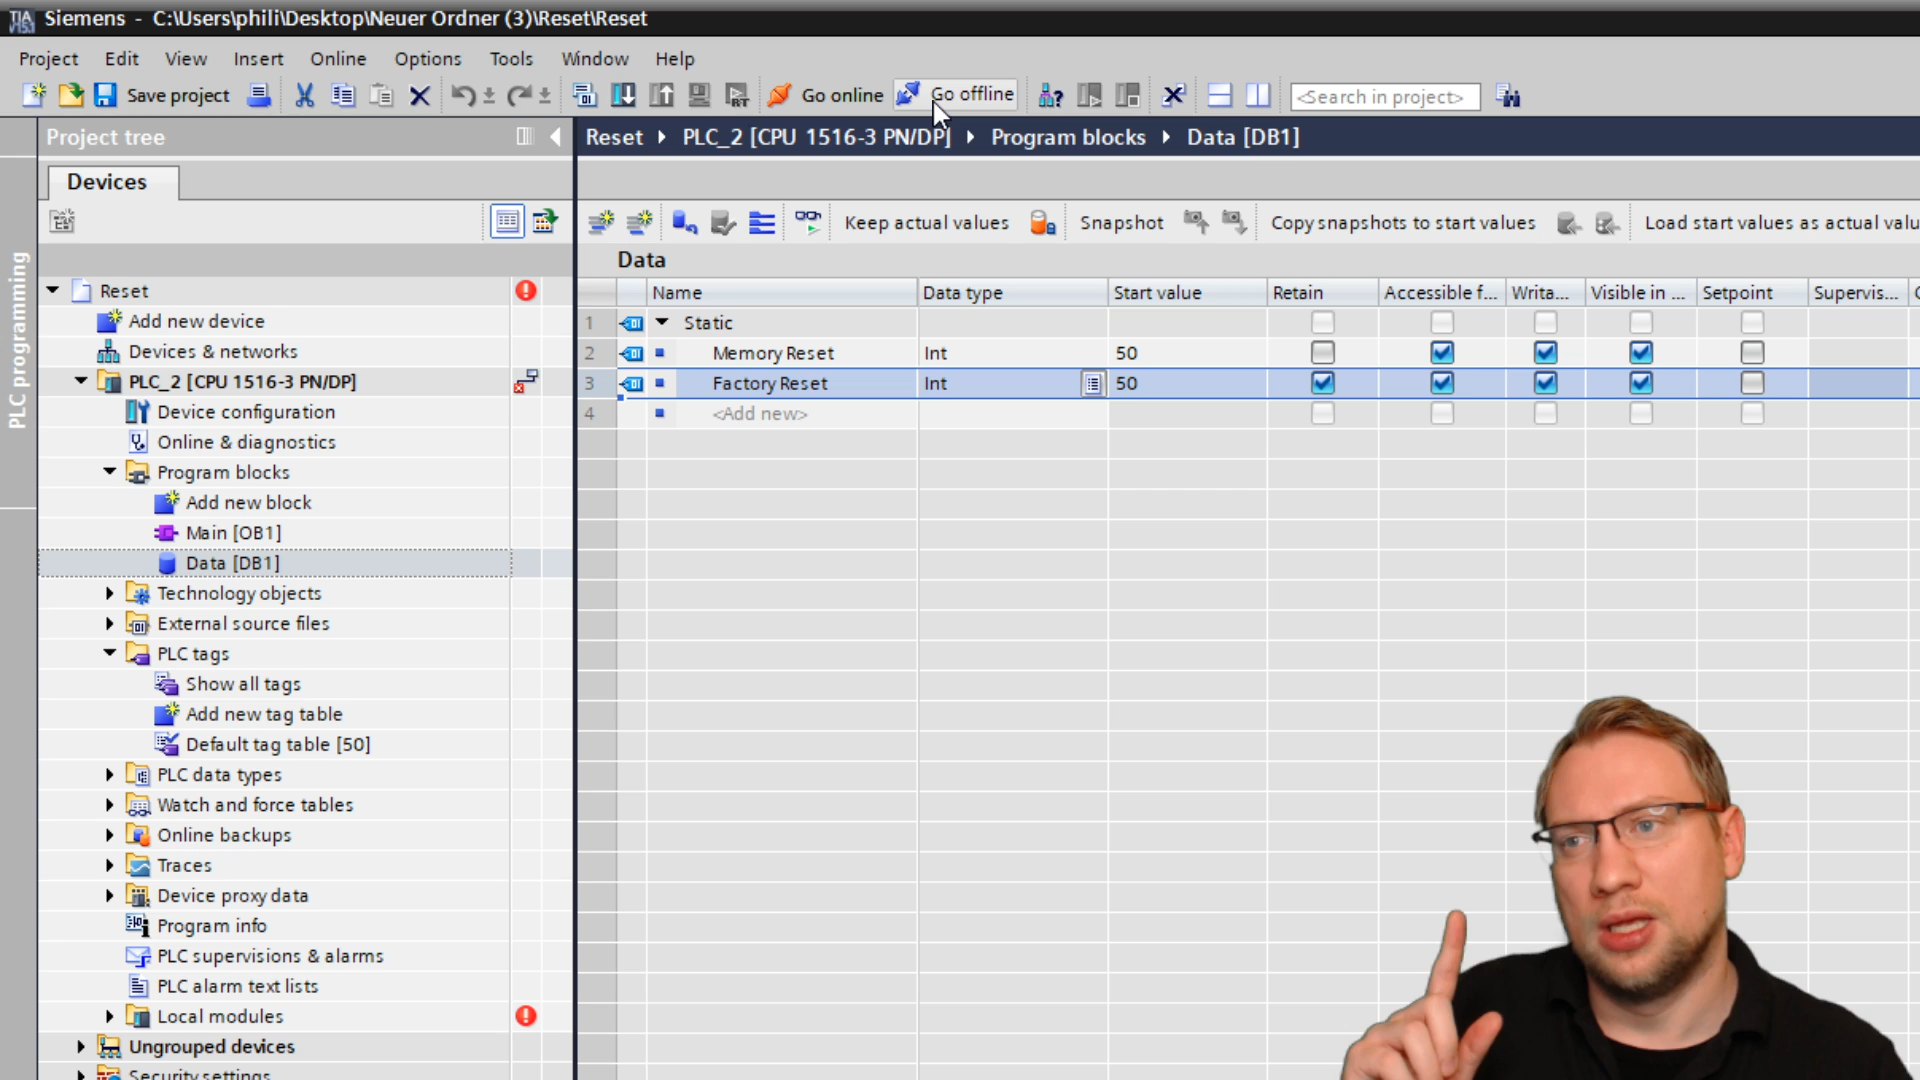 TIA V15.1 Siemens - C:\Users\phili\Desktop\Neuer Ordner (3)\Reset\Reset
Project Edit View Insert Online Options Tools Window Help
Save project Go online Go offline <Search in project>
Project tree
Reset PLC_2 [CPU 1516-3 PN/DP] Program blocks Data [DB1]
Devices
PLC programming
Keep actual values Snapshot Copy snapshots to start values Load start values as actual valu
Data
Name Data type Start value Retain Accessible f... Writa... Visible in ... Setpoint Supervis... C
1 Static
2 Memory Reset Int 50
3 Factory Reset Int 50
4 <Add new>
Reset
Add new device
Devices & networks
PLC_2 [CPU 1516-3 PN/DP]
Device configuration
Online & diagnostics
Program blocks
Add new block
Main [OB1]
Data [DB1]
Technology objects
External source files
PLC tags
Show all tags
Add new tag table
Default tag table [50]
PLC data types
Watch and force tables
Online backups
Traces
Device proxy data
Program info
PLC supervisions & alarms
PLC alarm text lists
Local modules
Ungrouped devices
Security settings